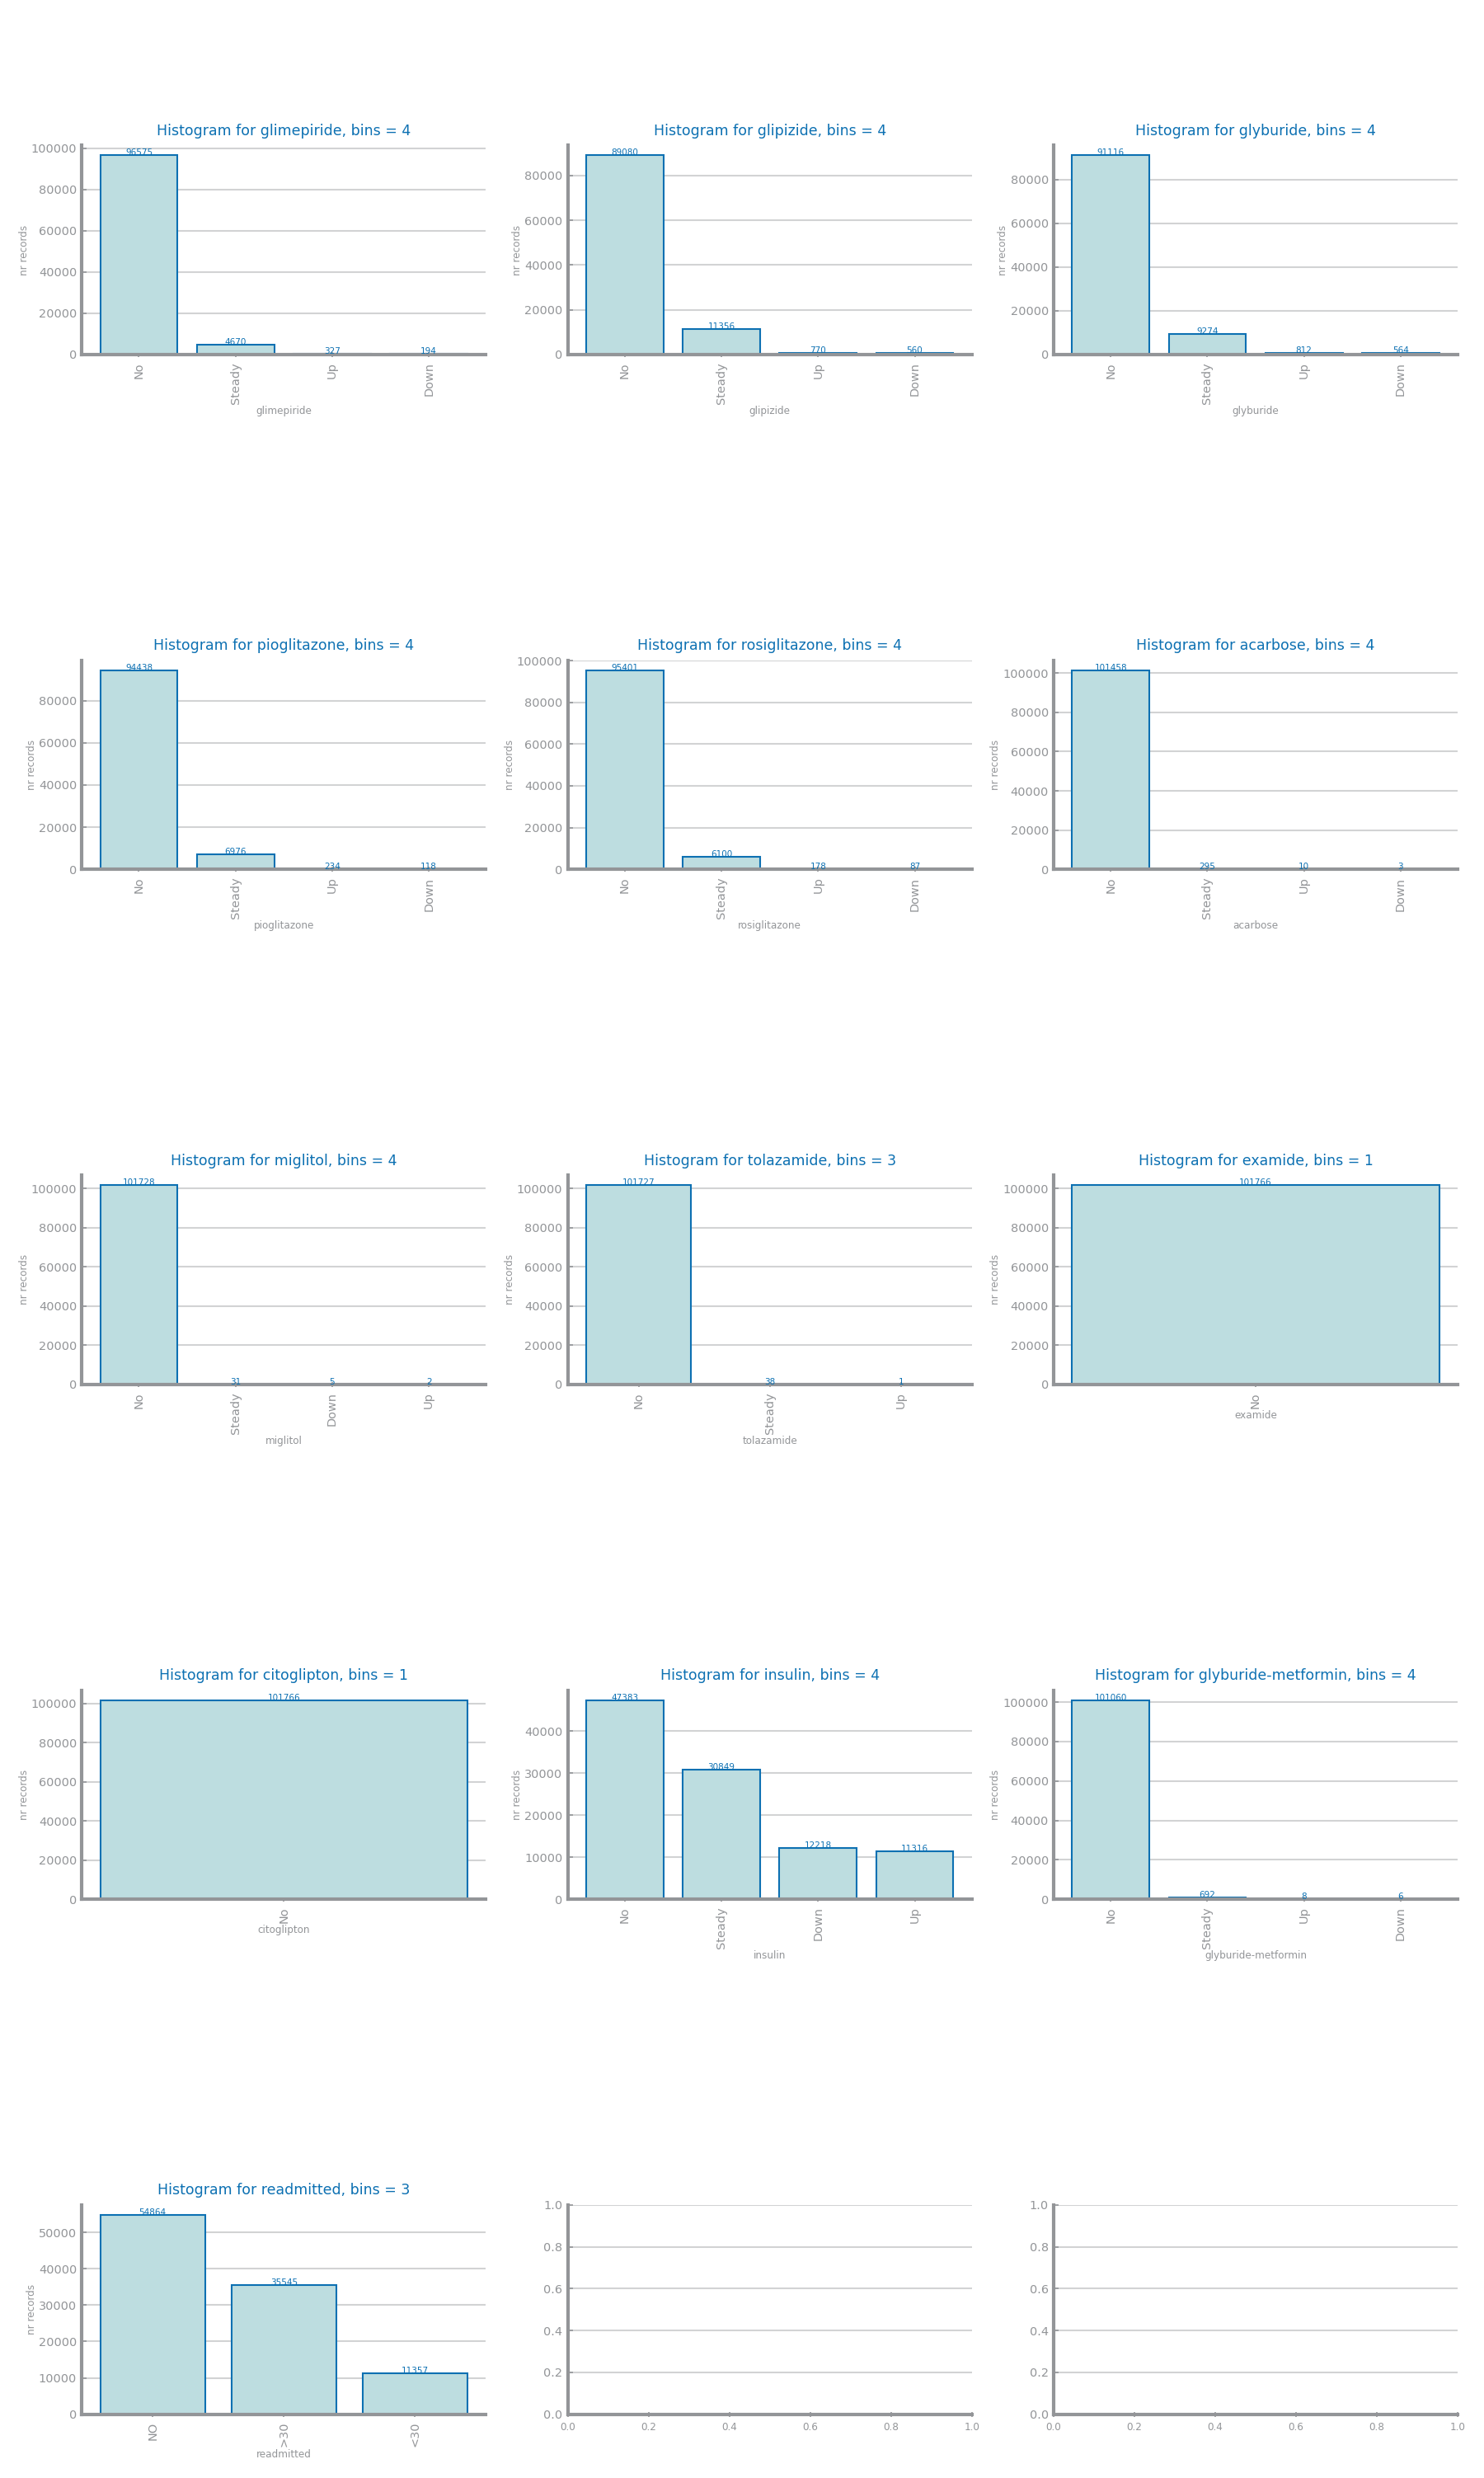 Histogram for glimepiride, bins = 4
100000
80000
60000
40000
20000
0
nr records
96575
4670
327
194
No
Steady
Up
Down
glimepiride
Histogram for glipizide, bins = 4
80000
60000
40000
20000
0
nr records
89080
11356
770
560
No
Steady
Up
Down
glipizide
Histogram for glyburide, bins = 4
80000
60000
40000
20000
0
nr records
91116
9274
812
564
No
Steady
Up
Down
glyburide
Histogram for pioglitazone, bins = 4
80000
60000
40000
20000
0
nr records
94438
6976
234
118
No
Steady
Up
Down
pioglitazone
Histogram for rosiglitazone, bins = 4
100000
80000
60000
40000
20000
0
nr records
95401
6100
178
87
No
Steady
Up
Down
rosiglitazone
Histogram for acarbose, bins = 4
100000
80000
60000
40000
20000
0
nr records
101458
295
10
3
No
Steady
Up
Down
acarbose
Histogram for miglitol, bins = 4
100000
80000
60000
40000
20000
0
nr records
101728
31
5
2
No
Steady
Down
Up
miglitol
Histogram for tolazamide, bins = 3
100000
80000
60000
40000
20000
0
nr records
101727
38
1
No
Steady
Up
tolazamide
Histogram for examide, bins = 1
100000
80000
60000
40000
20000
0
nr records
101766
No
examide
Histogram for citoglipton, bins = 1
100000
80000
60000
40000
20000
0
nr records
101766
No
citoglipton
Histogram for insulin, bins = 4
40000
30000
20000
10000
0
nr records
47383
30849
12218
11316
No
Steady
Down
Up
insulin
Histogram for glyburide-metformin, bins = 4
100000
80000
60000
40000
20000
0
nr records
101060
692
8
6
No
Steady
Up
Down
glyburide-metformin
Histogram for readmitted, bins = 3
50000
40000
30000
20000
10000
0
nr records
54864
35545
11357
NO
>30
<30
readmitted
1.0
0.8
0.6
0.4
0.2
0.0
0.0 0.2 0.4 0.6 0.8 1.0
1.0
0.8
0.6
0.4
0.2
0.0
0.0 0.2 0.4 0.6 0.8 1.0